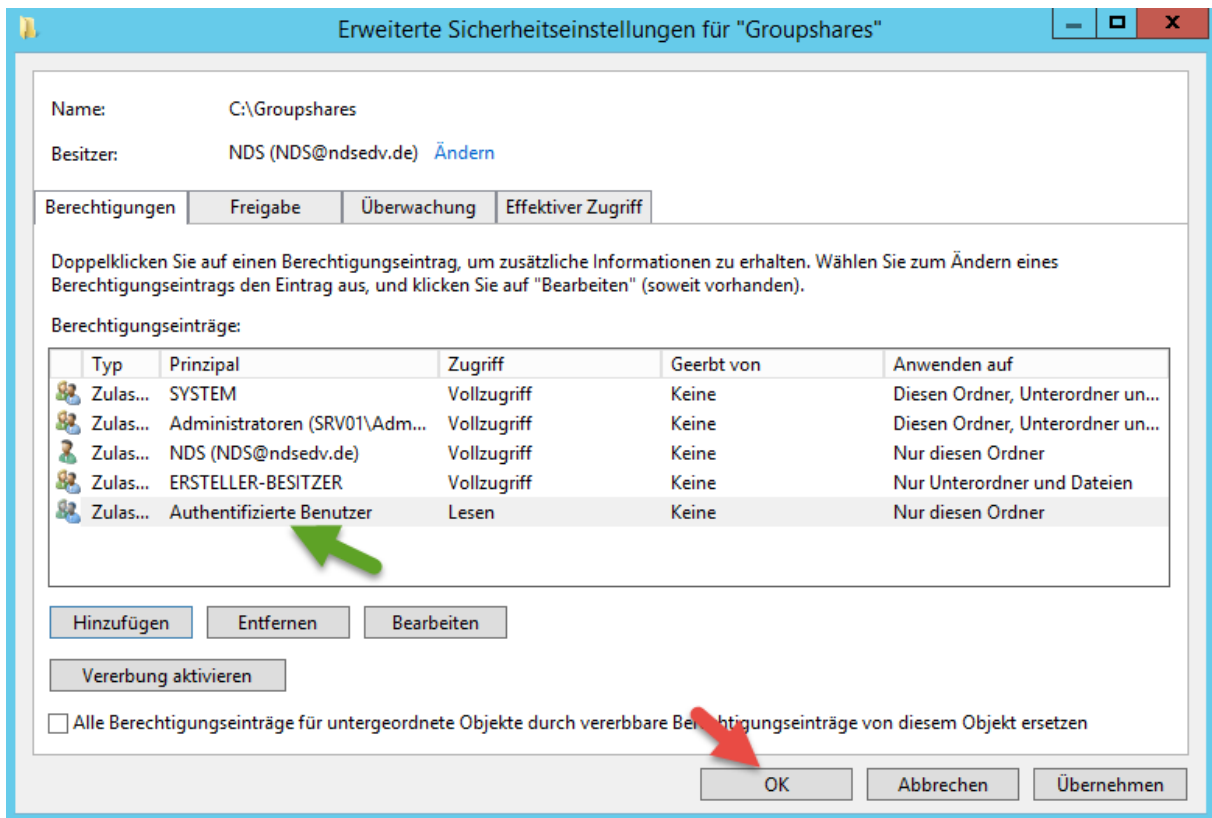 Erweiterte Sicherheitseinstellungen für "Groupshares"
Name: C:\Groupshares
Besitzer: NDS (NDS@ndsedv.de) Ändern
Berechtigungen Freigabe Überwachung Effektiver Zugriff
Doppelklicken Sie auf einen Berechtigungseintrag, um zusätzliche Informationen zu erhalten. Wählen Sie zum Ändern eines
Berechtigungseintrags den Eintrag aus, und klicken Sie auf "Bearbeiten" (soweit vorhanden).
Berechtigungseinträge:
Typ Prinzipal Zugriff Geerbt von Anwenden auf
Zulas... SYSTEM Vollzugriff Keine Diesen Ordner, Unterordner un...
Zulas... Administratoren (SRV01\Adm... Vollzugriff Keine Diesen Ordner, Unterordner un...
Zulas... NDS (NDS@ndsedv.de) Vollzugriff Keine Nur diesen Ordner
Zulas... ERSTELLER-BESITZER Vollzugriff Keine Nur Unterordner und Dateien
Zulas... Authentifizierte Benutzer Lesen Keine Nur diesen Ordner
Hinzufügen Entfernen Bearbeiten
Vererbung aktivieren
Alle Berechtigungseinträge für untergeordnete Objekte durch vererbbare Berechtigungseinträge von diesem Objekt ersetzen
OK Abbrechen Übernehmen